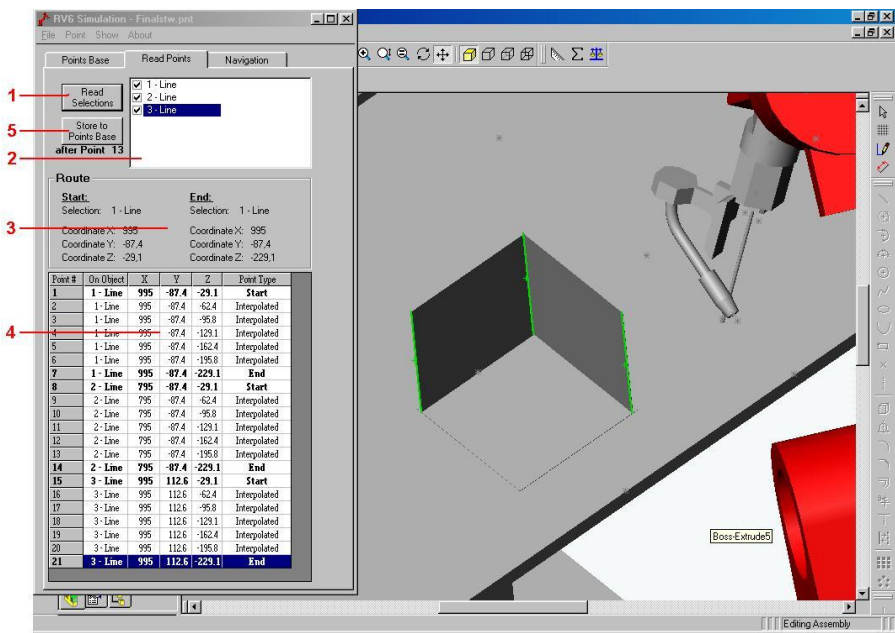 RV6 Simulation - Finalstw.pnt
File Point Show About
Points Base Read Points Navigation
1
Read
Selections
1 - Line
2 - Line
3 - Line
5
Store to
Points Base
after Point 13
2
Route
Start: End:
Selection: 1 - Line Selection: 1 - Line
3
Coordinate X: 995 Coordinate X: 995
Coordinate Y: -87,4 Coordinate Y: -87,4
Coordinate Z: -29,1 Coordinate Z: -229,1
Point # On Object X Y Z Point Type
1 1 - Line 995 -87.4 -29.1 Start
2 1 - Line 995 -87.4 -62.4 Interpolated
3 1 - Line 995 -87.4 -95.8 Interpolated
4
4 1 - Line 995 -87.4 -129.1 Interpolated
5 1 - Line 995 -87.4 -162.4 Interpolated
6 1 - Line 995 -87.4 -195.8 Interpolated
7 1 - Line 995 -87.4 -229.1 End
8 2 - Line 795 -87.4 -29.1 Start
9 2 - Line 795 -87.4 -62.4 Interpolated
10 2 - Line 795 -87.4 -95.8 Interpolated
11 2 - Line 795 -87.4 -129.1 Interpolated
12 2 - Line 795 -87.4 -162.4 Interpolated
13 2 - Line 795 -87.4 -195.8 Interpolated
14 2 - Line 795 -87.4 -229.1 End
15 3 - Line 995 112.6 -29.1 Start
16 3 - Line 995 112.6 -62.4 Interpolated
17 3 - Line 995 112.6 -95.8 Interpolated
18 3 - Line 995 112.6 -129.1 Interpolated
19 3 - Line 995 112.6 -162.4 Interpolated
20 3 - Line 995 112.6 -195.8 Interpolated
21 3 - Line 995 112.6 -229.1 End
Boss-Extrude5
Editing Assembly